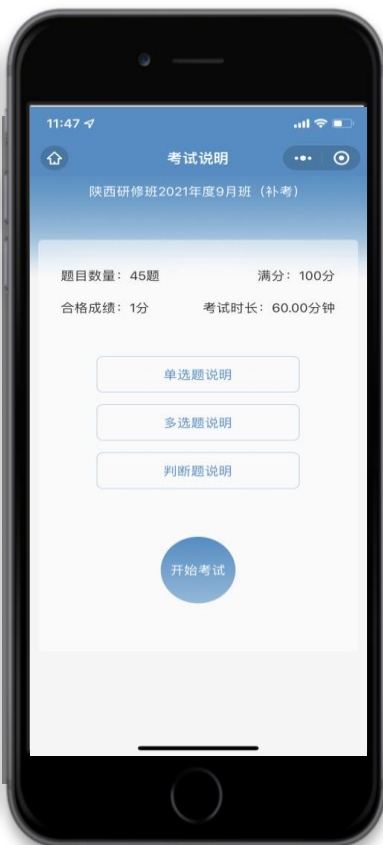 11:47
考试说明
陕西研修班2021年度9月班（补考）
题目数量：45题 满分：100分
合格成绩：1分 考试时长：60.00分钟
单选题说明
多选题说明
判断题说明
开始考试